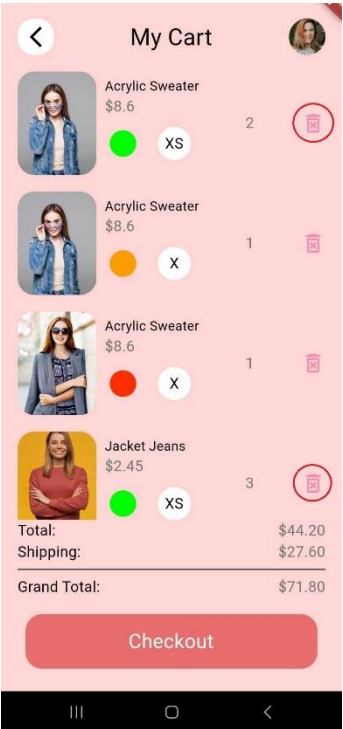 My Cart
Acrylic Sweater
$8.6
2
XS
Acrylic Sweater
$8.6
1
X
Acrylic Sweater
$8.6
1
X
Jacket Jeans
$2.45
3
XS
Total: $44.20
Shipping: $27.60
Grand Total: $71.80
Checkout